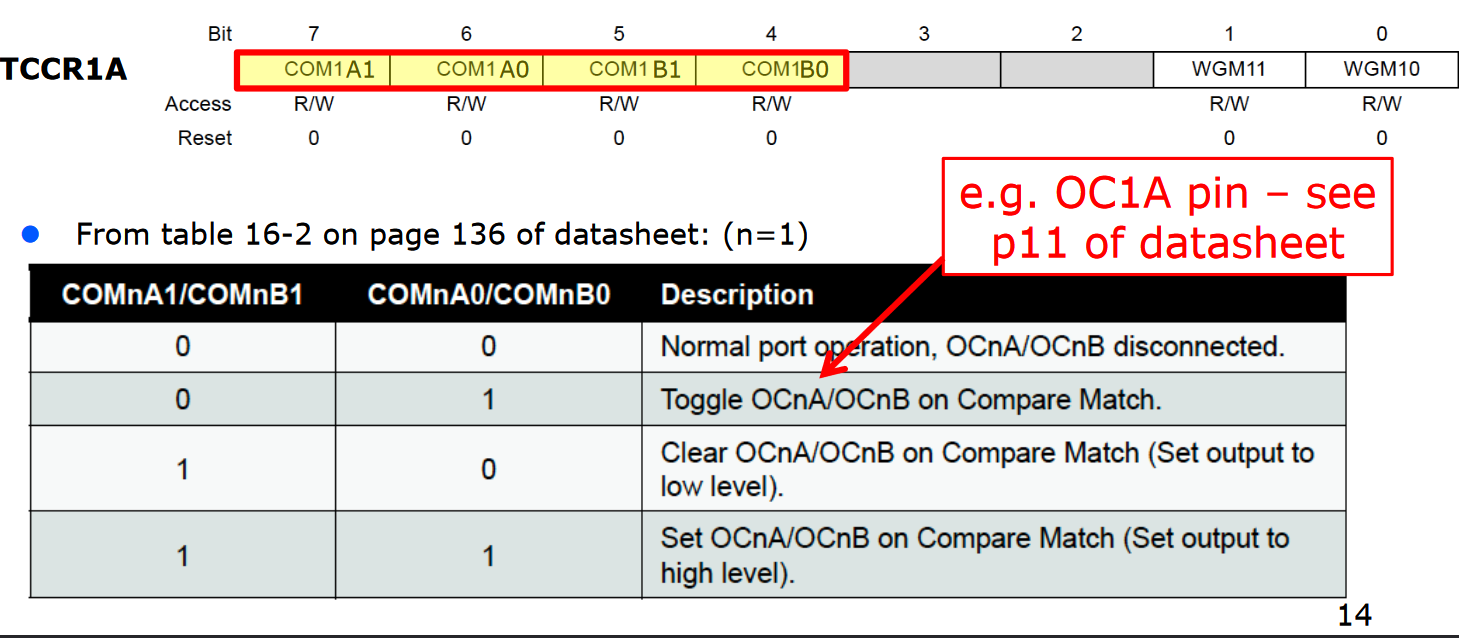 Bit 7 6 5 4 3 2 1 0
TCCR1A COM1A1 COM1A0 COM1B1 COM1B0 WGM11 WGM10
Access R/W R/W R/W R/W R/W R/W
Reset 0 0 0 0 0 0
e.g. OC1A pin – see
p11 of datasheet
● From table 16-2 on page 136 of datasheet: (n=1)
COMnA1/COMnB1 COMnA0/COMnB0 Description
0 0 Normal port operation, OCnA/OCnB disconnected.
0 1 Toggle OCnA/OCnB on Compare Match.
1 0 Clear OCnA/OCnB on Compare Match (Set output to
low level).
1 1 Set OCnA/OCnB on Compare Match (Set output to
high level).
14